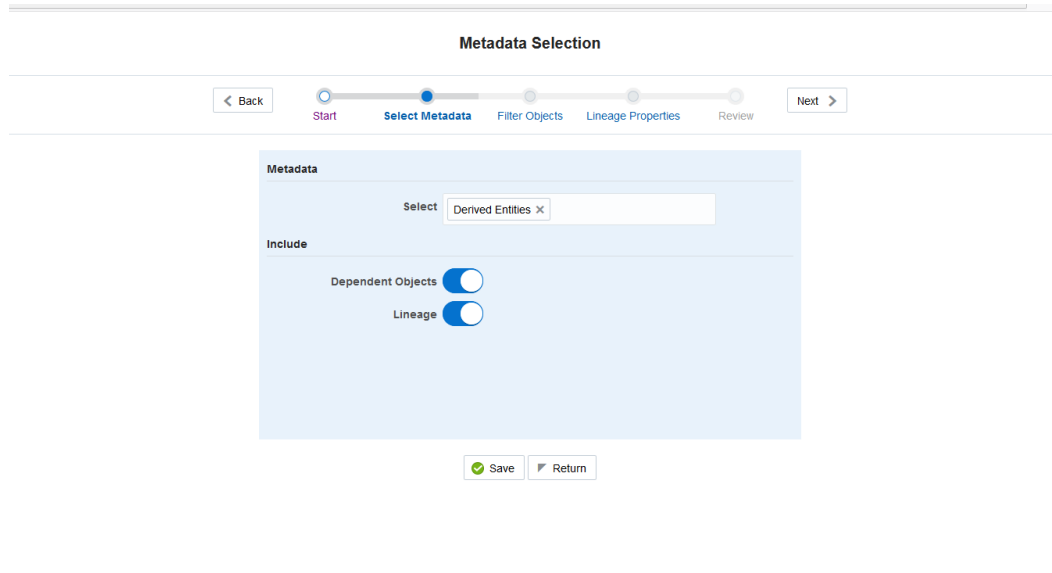 Metadata Selection
Back
Start
Select Metadata
Filter Objects
Lineage Properties
Review
Next
Metadata
Select
Derived Entities
Include
Dependent Objects
Lineage
Save
Return